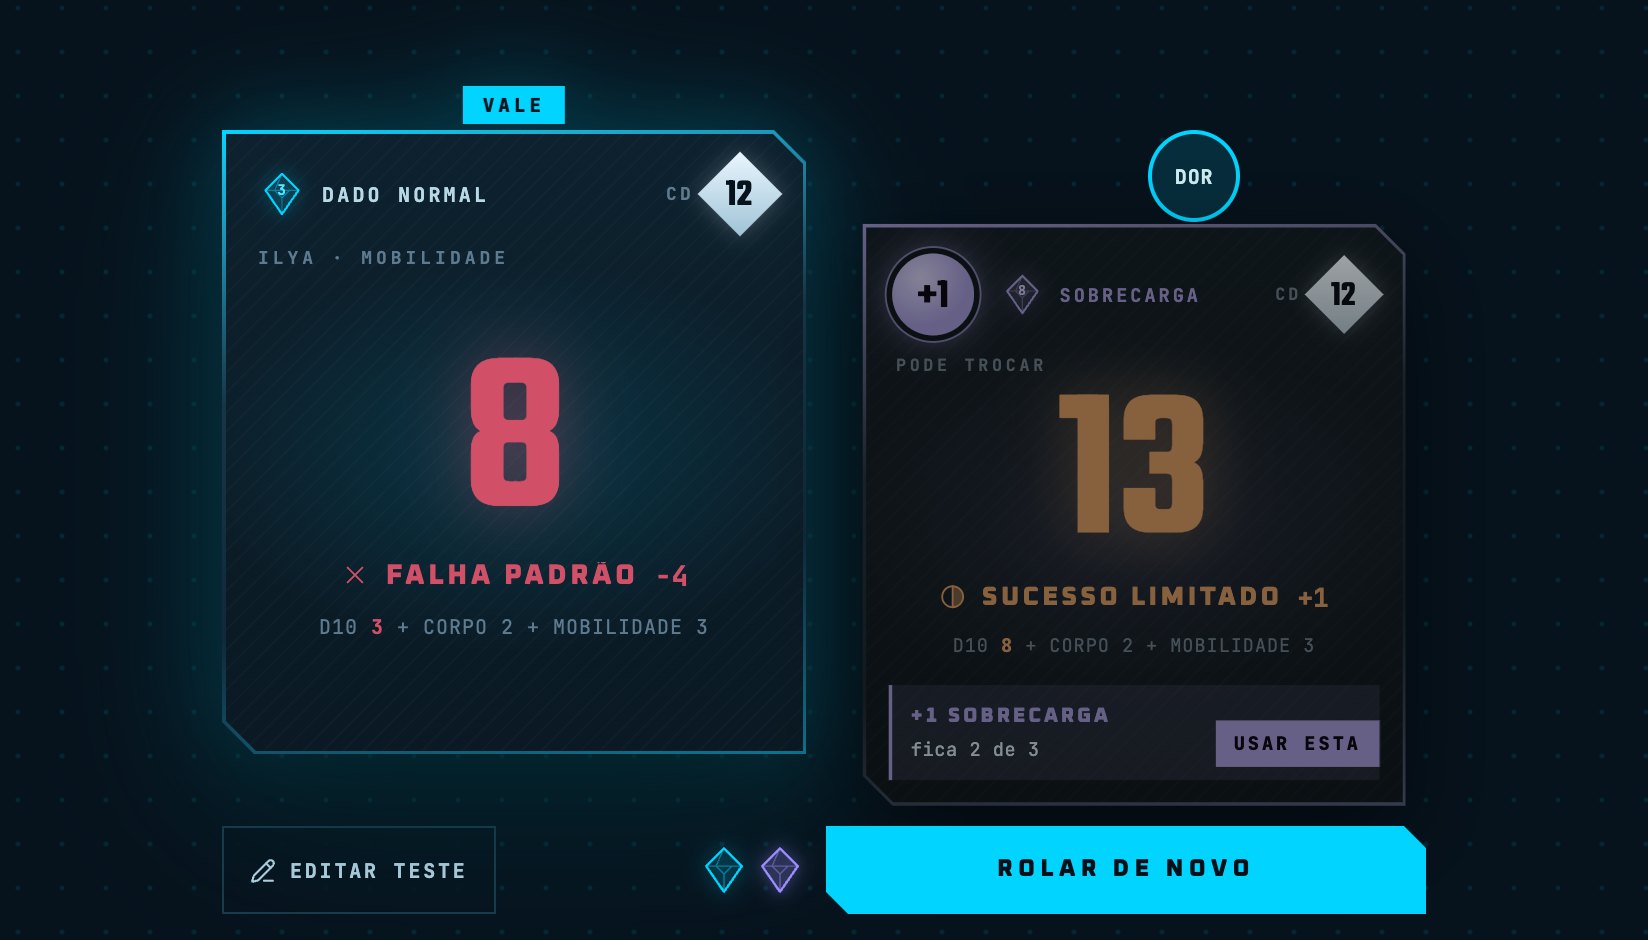 VALE
3
DADO NORMAL
CD
12
ILYA · MOBILIDADE
8
FALHA PADRÃO -4
D10 3 + CORPO 2 + MOBILIDADE 3
DOR
+1
8
SOBRECARGA
CD
12
PODE TROCAR
13
SUCESSO LIMITADO +1
D10 8 + CORPO 2 + MOBILIDADE 3
+1 SOBRECARGA
fica 2 de 3
USAR ESTA
EDITAR TESTE
ROLAR DE NOVO